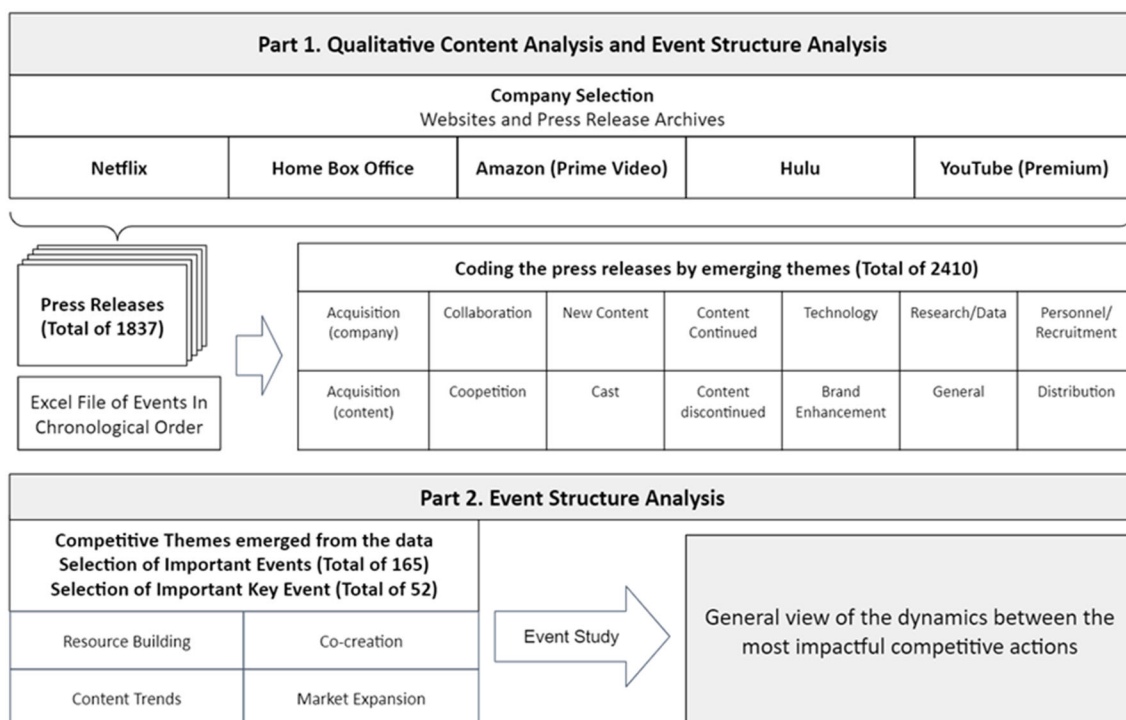 Part 1. Qualitative Content Analysis and Event Structure Analysis
Company Selection
Websites and Press Release Archives
Netflix
Home Box Office
Amazon (Prime Video)
Hulu
YouTube (Premium)
Press Releases
(Total of 1837)
Excel File of Events In
Chronological Order
Coding the press releases by emerging themes (Total of 2410)
Acquisition
(company)
Collaboration
New Content
Content
Continued
Technology
Research/Data
Personnel/
Recruitment
Acquisition
(content)
Coopetition
Cast
Content
discontinued
Brand
Enhancement
General
Distribution
Part 2. Event Structure Analysis
Competitive Themes emerged from the data
Selection of Important Events (Total of 165)
Selection of Important Key Event (Total of 52)
Resource Building
Co-creation
Content Trends
Market Expansion
Event Study
General view of the dynamics between the
most impactful competitive actions